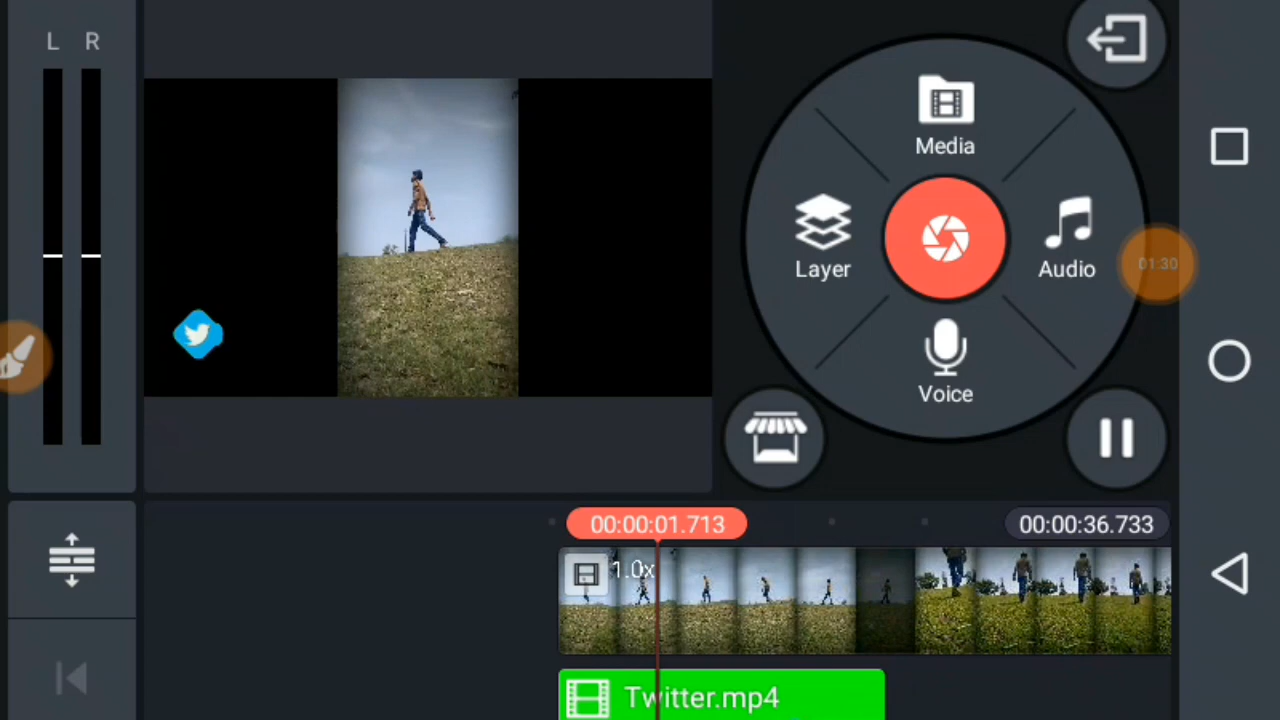 L R
Media
Layer
Audio
01:30
Voice
00:00:01.713
00:00:36.733
1.0x
Twitter.mp4